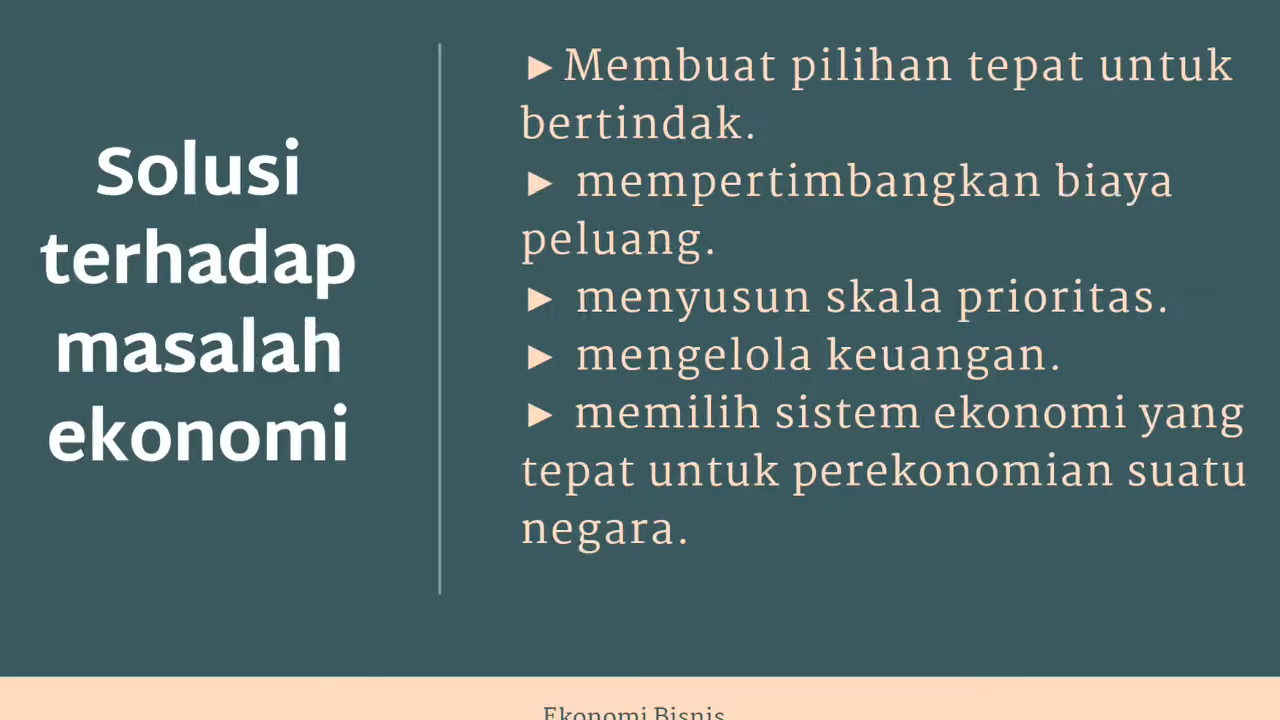 Solusi
terhadap
masalah
ekonomi
►Membuat pilihan tepat untuk
bertindak.
► mempertimbangkan biaya
peluang.
► menyusun skala prioritas.
► mengelola keuangan.
► memilih sistem ekonomi yang
tepat untuk perekonomian suatu
negara.
Ekonomi Bisnis